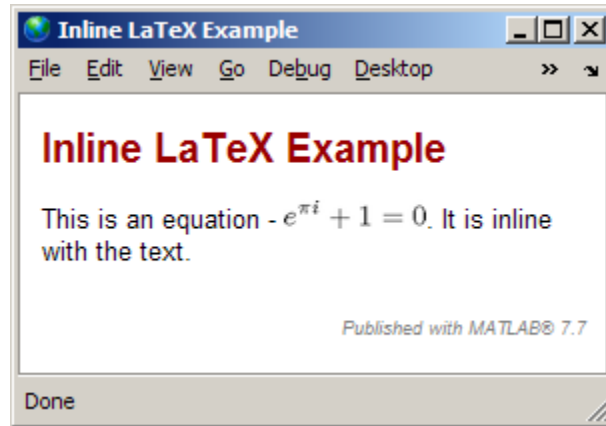 Inline LaTeX Example
File Edit View Go Debug Desktop »
Inline LaTeX Example
This is an equation - e^{πi} + 1 = 0. It is inline
with the text.
Published with MATLAB® 7.7
Done